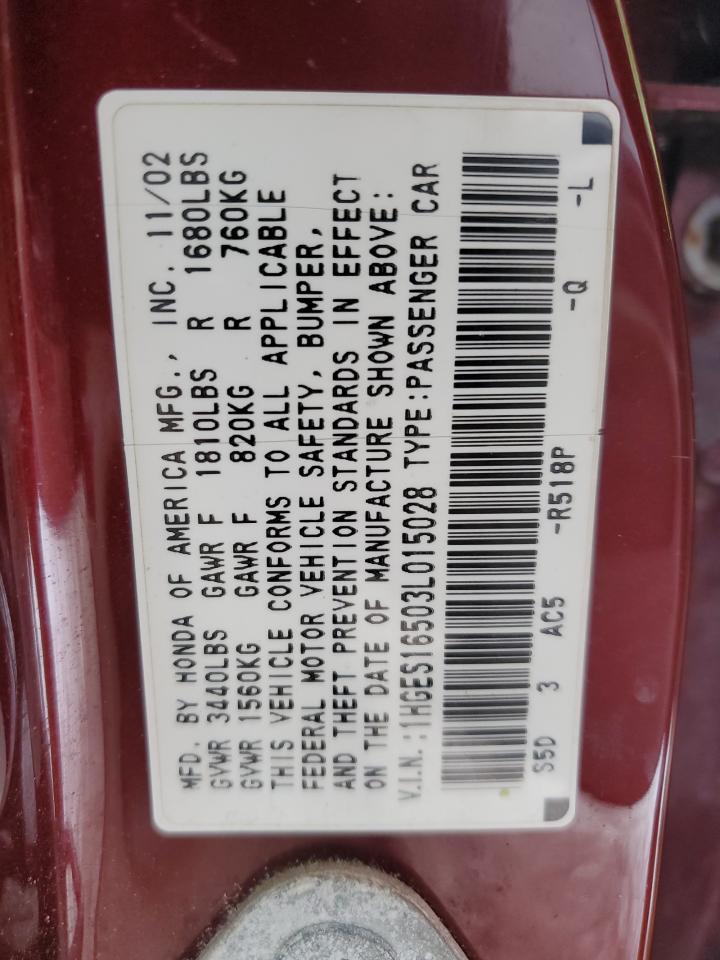 MFD. BY HONDA OF AMERICA MFG., INC. 11/02
GVWR 3440LBS GAWR F 1810LBS R 1680LBS
GVWR 1560KG GAWR F 820KG R 760KG
THIS VEHICLE CONFORMS TO ALL APPLICABLE
FEDERAL MOTOR VEHICLE SAFETY, BUMPER,
AND THEFT PREVENTION STANDARDS IN EFFECT
ON THE DATE OF MANUFACTURE SHOWN ABOVE:
V.I.N.:1HGES16503L015028 TYPE:PASSENGER CAR
S5D 3 AC5 -R518P -Q -L